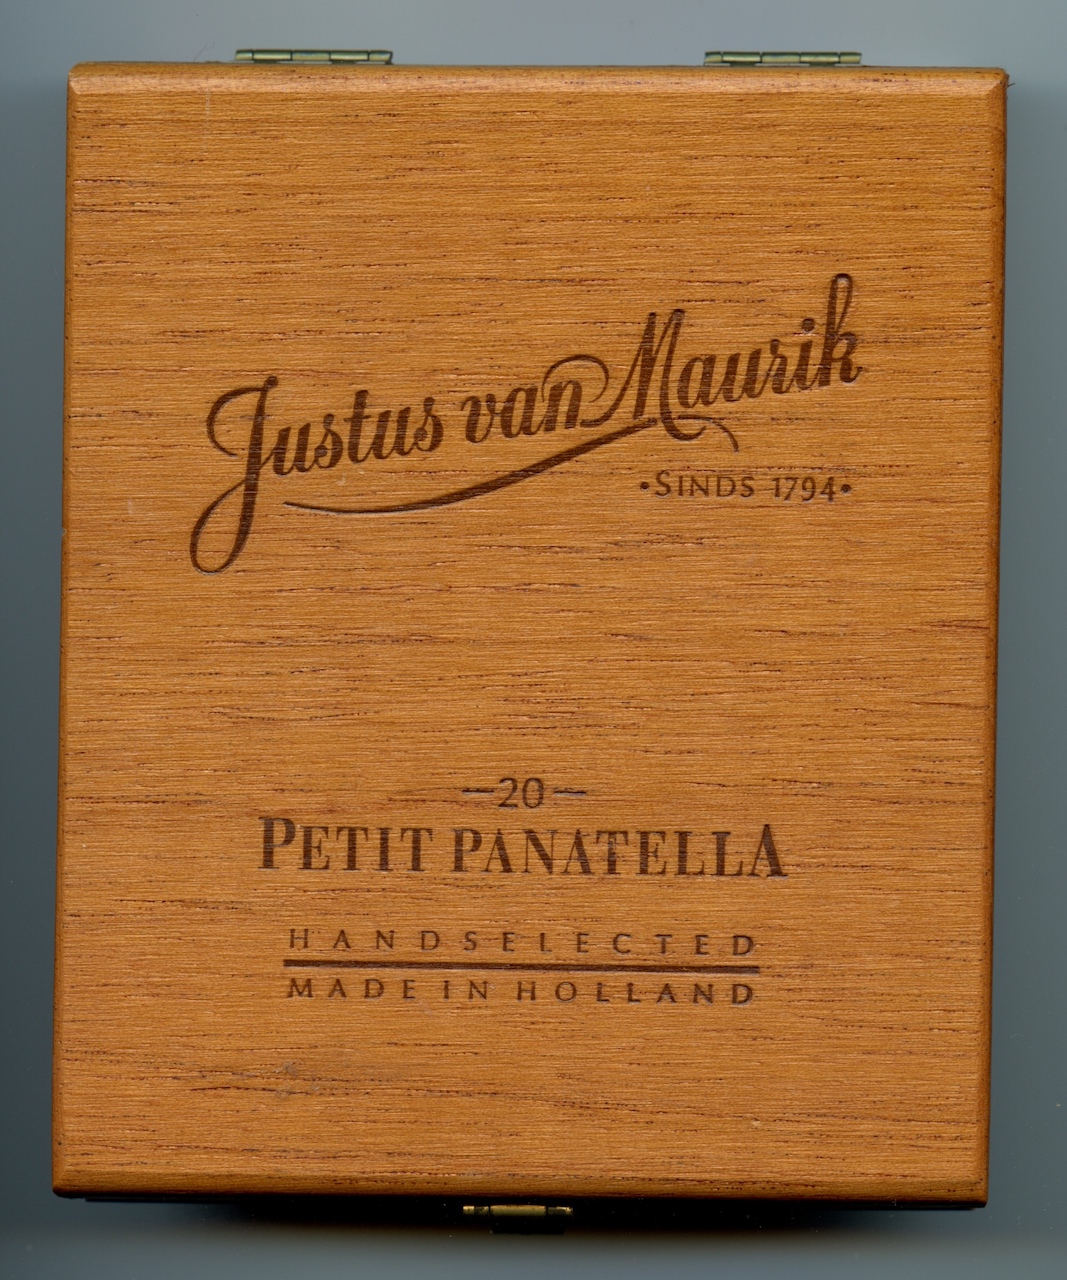 Justus van Maurik
•SINDS 1794•
—20—
PETIT PANATELLA
HANDSELECTED
MADE IN HOLLAND